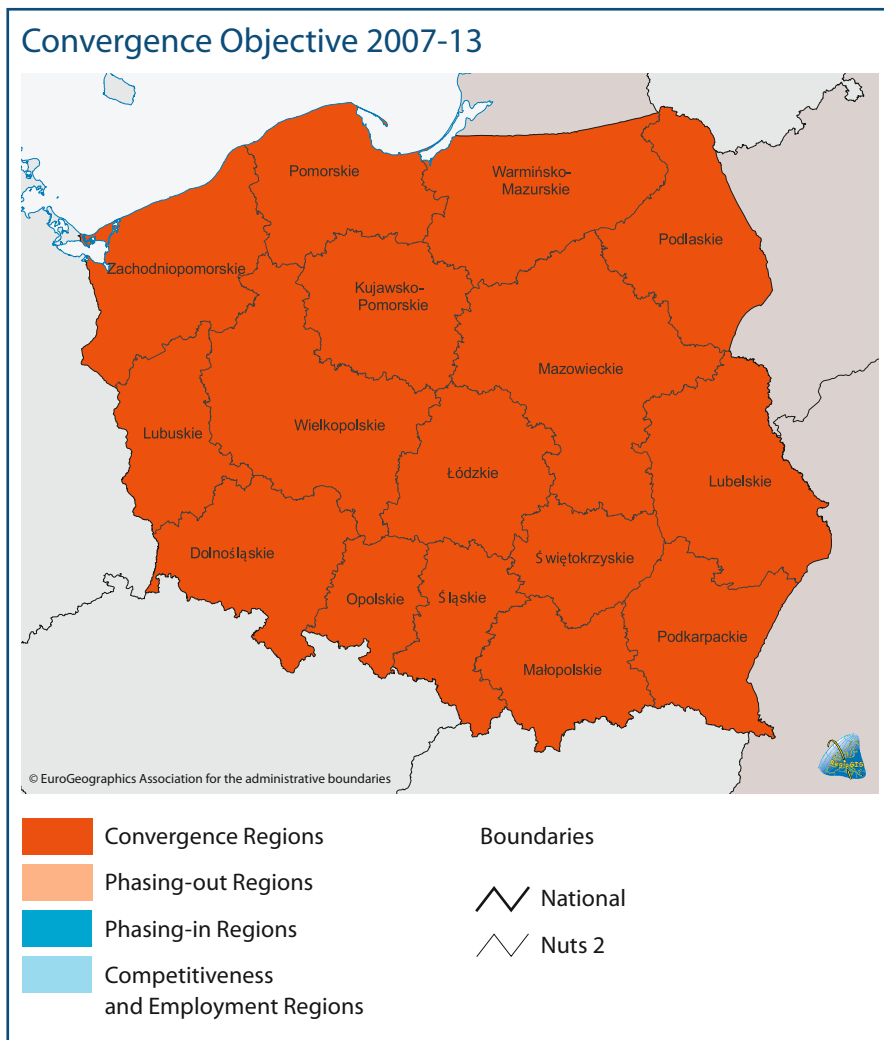 Convergence Objective 2007-13
Pomorskie
Warmińsko-
Mazurskie
Podlaskie
Zachodniopomorskie
Kujawsko-
Pomorskie
Mazowieckie
Lubuskie
Wielkopolskie
Łódzkie
Lubelskie
Dolnośląskie
Świętokrzyskie
Opolskie
Śląskie
Podkarpackie
Małopolskie
© EuroGeographics Association for the administrative boundaries
Convergence Regions
Phasing-out Regions
Phasing-in Regions
Competitiveness
and Employment Regions
Boundaries
National
Nuts 2